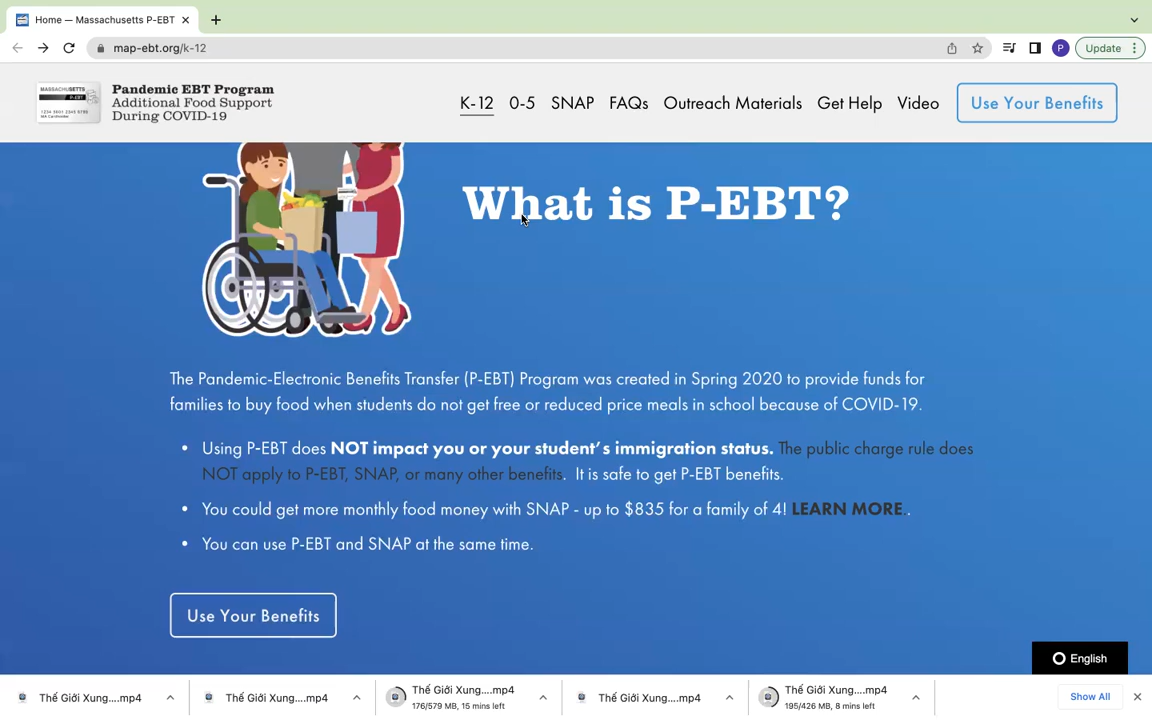 Home — Massachusetts P-EBT
map-ebt.org/k-12
P
Update
MASSACHUSETTS
P-EBT
Pandemic EBT Program
Additional Food Support
During COVID-19
K-12 0-5 SNAP FAQs Outreach Materials Get Help Video Use Your Benefits
What is P-EBT?
The Pandemic-Electronic Benefits Transfer (P-EBT) Program was created in Spring 2020 to provide funds for
families to buy food when students do not get free or reduced price meals in school because of COVID-19.
• Using P-EBT does NOT impact you or your student's immigration status. The public charge rule does
NOT apply to P-EBT, SNAP, or many other benefits. It is safe to get P-EBT benefits.
• You could get more monthly food money with SNAP - up to $835 for a family of 4! LEARN MORE..
• You can use P-EBT and SNAP at the same time.
Use Your Benefits
English
Thế Giới Xung....mp4
Thế Giới Xung....mp4
Thế Giới Xung....mp4
176/579 MB, 15 mins left
Thế Giới Xung....mp4
Thế Giới Xung....mp4
195/426 MB, 8 mins left
Show All